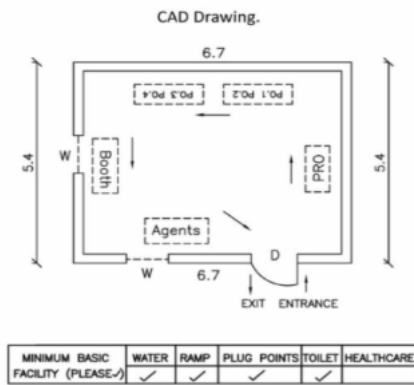 CAD Drawing.
6.7
PO.4 PO.3 PO.2 PO.1
5.4
5.4
W
Booth
PRO
Agents
D
W
6.7
EXIT ENTRANCE
MINIMUM BASIC FACILITY (PLEASE✓) WATER RAMP PLUG POINTS TOILET HEALTHCARE
✓ ✓ ✓ ✓